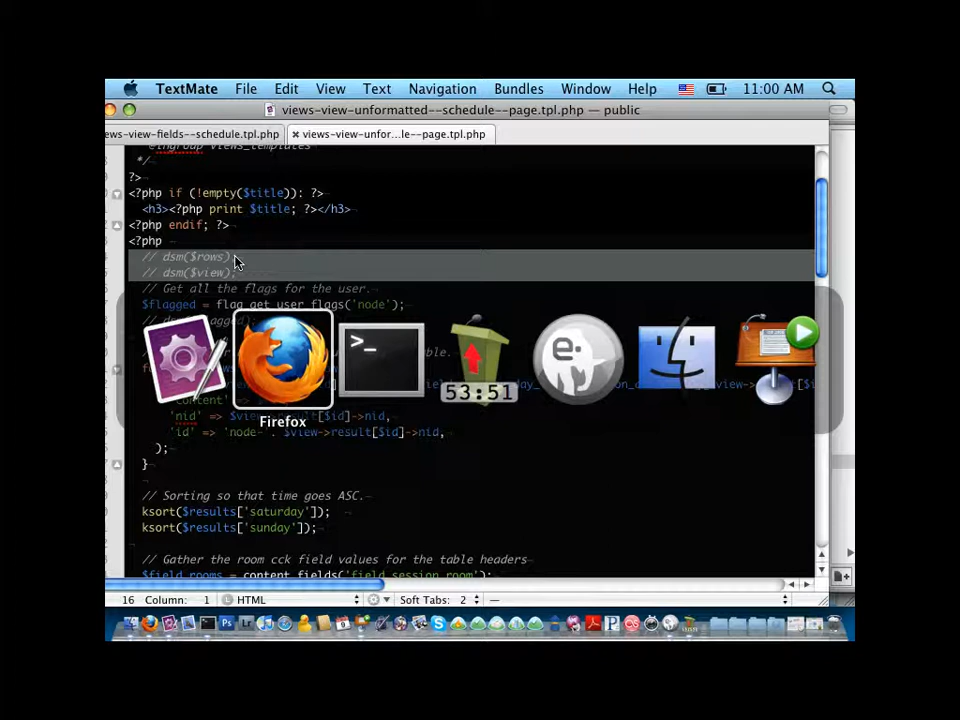 TextMate File Edit View Text Navigation Bundles Window Help 11:00 AM
views-view-unformatted--schedule--page.tpl.php — public
ews-view-fields--schedule.tpl.php views-view-unfor...le--page.tpl.php
@ingroup views_templates
*/
?>
<?php if (!empty($title)): ?>
<h3><?php print $title; ?></h3>
<?php endif; ?>
<?php
// dsm($rows);
// dsm($view);
// Get all the flags for the user.
$flagged = flag_get_user_flags('node');
53:51
Firefox
'nid' => $view->result[$id]->nid,
'id' => 'node-' . $view->result[$id]->nid,
);
}
// Sorting so that time goes ASC.
ksort($results['saturday']);
ksort($results['sunday']);
// Gather the room cck field values for the table headers
$field_rooms = content_fields('field_session_room');
16 Column: 1 HTML Soft Tabs: 2 —